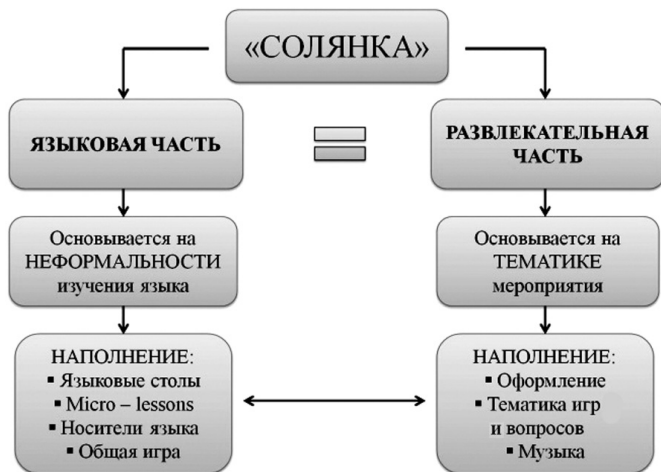 «СОЛЯНКА»
ЯЗЫКОВАЯ ЧАСТЬ
РАЗВЛЕКАТЕЛЬНАЯ
ЧАСТЬ
Основывается на
НЕФОРМАЛЬНОСТИ
изучения языка
Основывается на
ТЕМАТИКЕ
мероприятия
НАПОЛНЕНИЕ:
▪ Языковые столы
▪ Micro – lessons
▪ Носители языка
▪ Общая игра
НАПОЛНЕНИЕ:
▪ Оформление
▪ Тематика игр
и вопросов
▪ Музыка